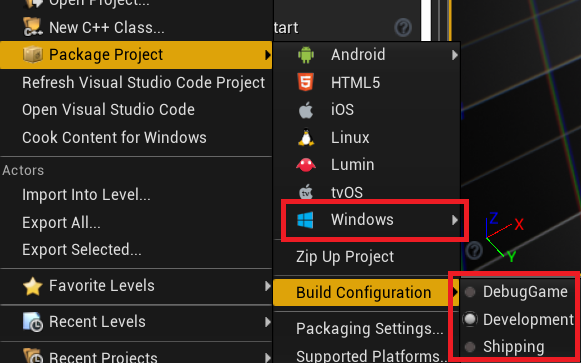 Open Project...
New C++ Class...
Package Project
Refresh Visual Studio Code Project
Open Visual Studio Code
Cook Content for Windows
Actors
Import Into Level...
Export All...
Export Selected...
Favorite Levels
Recent Levels
Recent Projects
tart
Android
HTML5
iOS
Linux
Lumin
tvOS
Windows
Zip Up Project
Build Configuration
Packaging Settings...
Supported Platforms...
DebugGame
Development
Shipping
Z
X
Y